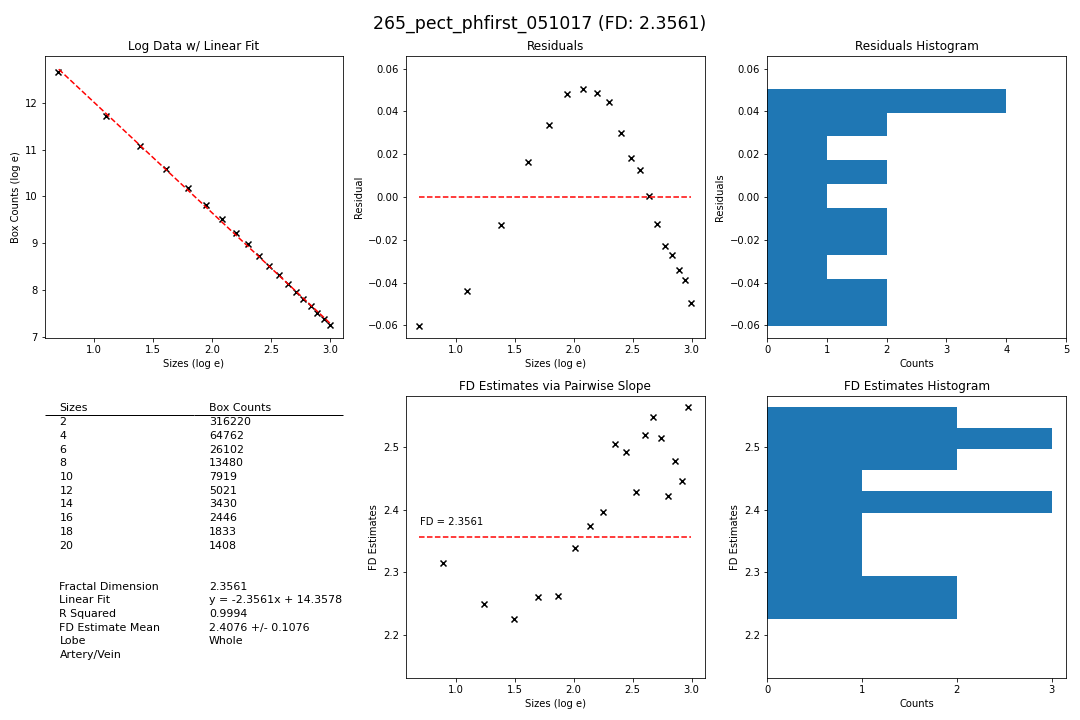 265_pect_phfirst_051017 (FD: 2.3561)
Log Data w/ Linear Fit
Box Counts (log e)
12
11
10
9
8
7
1.0 1.5 2.0 2.5 3.0
Sizes (log e)
Residuals
Residual
0.06
0.04
0.02
0.00
−0.02
−0.04
−0.06
1.0 1.5 2.0 2.5 3.0
Sizes (log e)
Residuals Histogram
Residuals
0.06
0.04
0.02
0.00
−0.02
−0.04
−0.06
0 1 2 3 4 5
Counts
Sizes Box Counts
2 316220
4 64762
6 26102
8 13480
10 7919
12 5021
14 3430
16 2446
18 1833
20 1408
Fractal Dimension 2.3561
Linear Fit y = -2.3561x + 14.3578
R Squared 0.9994
FD Estimate Mean 2.4076 +/- 0.1076
Lobe Whole
Artery/Vein
FD Estimates via Pairwise Slope
FD Estimates
2.5
2.4
2.3
2.2
FD = 2.3561
1.0 1.5 2.0 2.5 3.0
Sizes (log e)
FD Estimates Histogram
FD Estimates
2.5
2.4
2.3
2.2
0 1 2 3
Counts